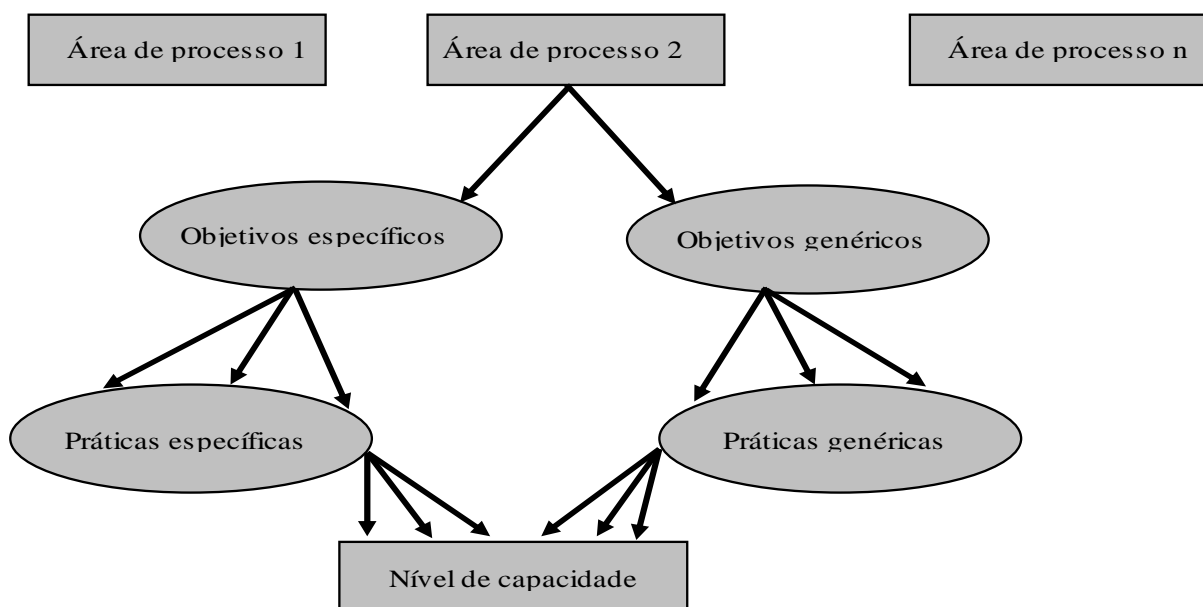 Área de processo 1
Área de processo 2
Área de processo n
Objetivos específicos
Objetivos genéricos
Práticas específicas
Práticas genéricas
Nível de capacidade